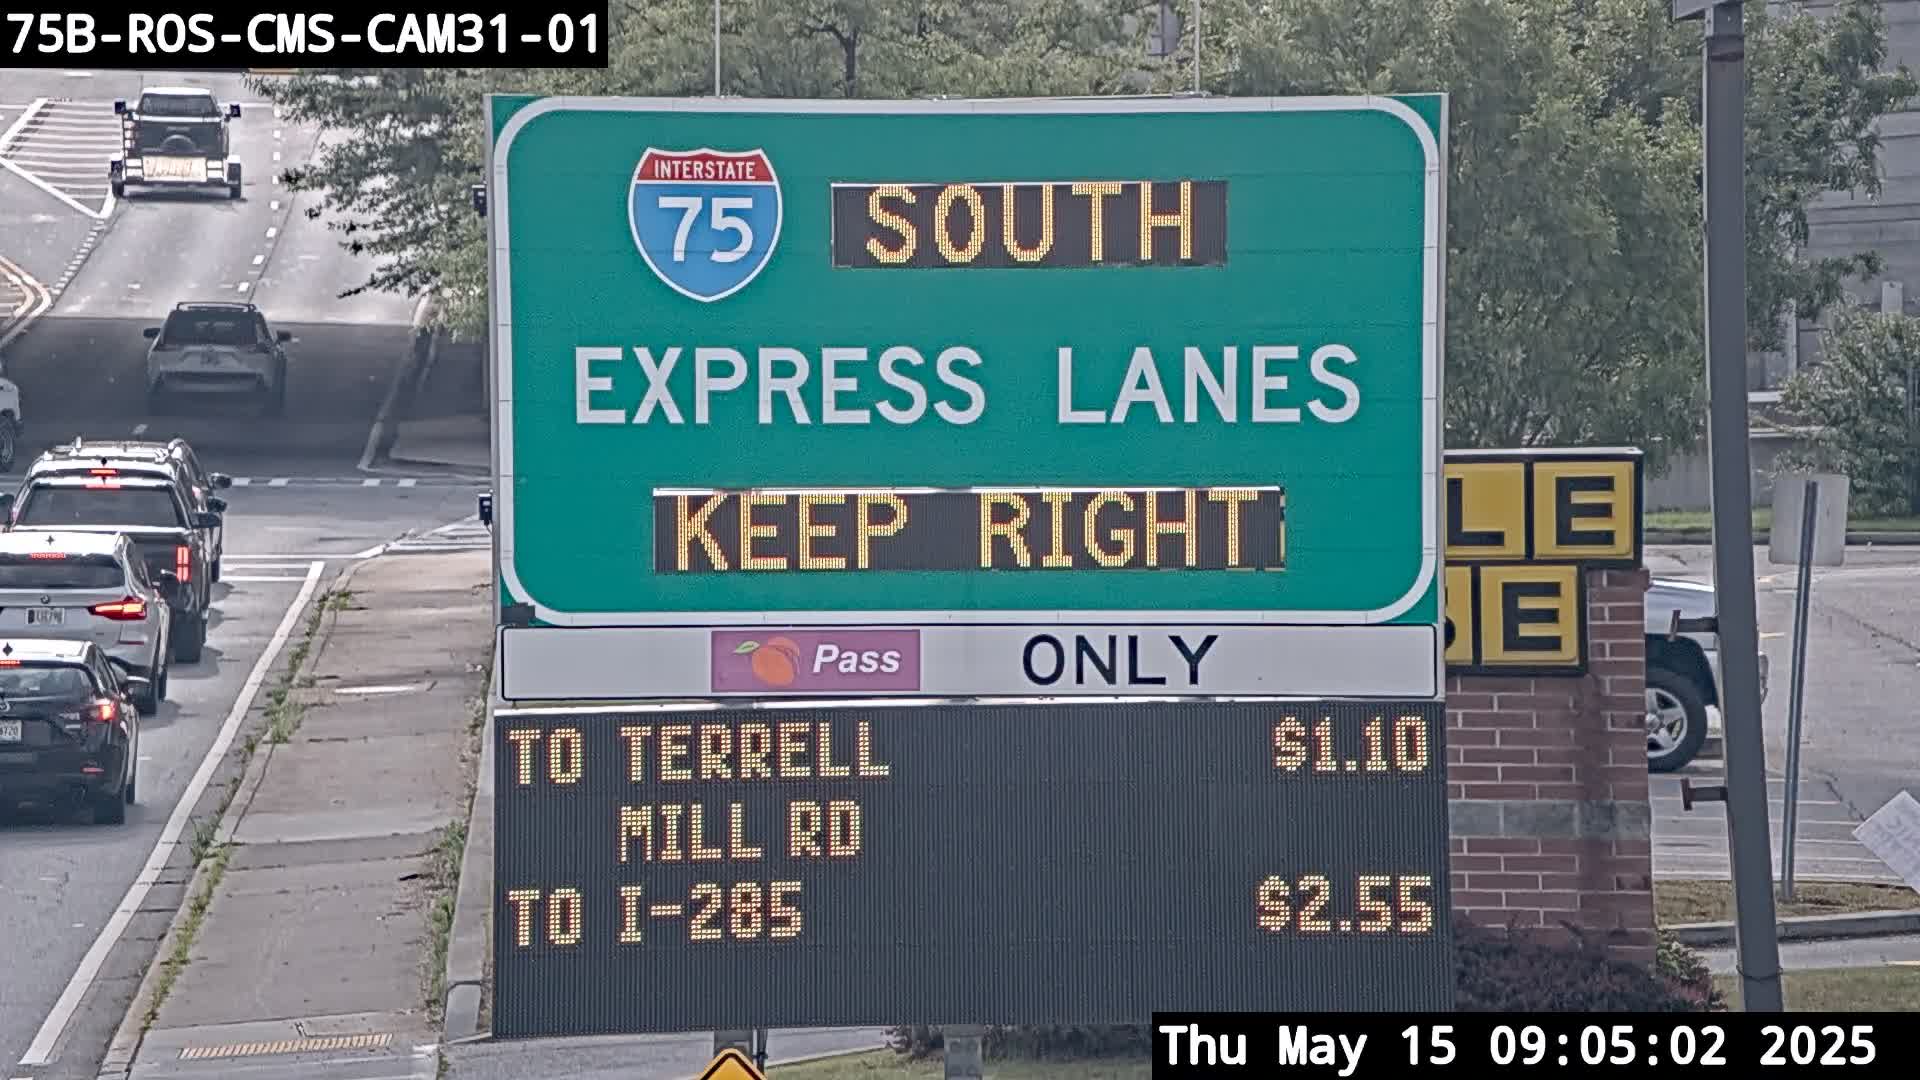 75B-ROS-CMS-CAM31-01
INTERSTATE
75
SOUTH
EXPRESS LANES
KEEP RIGHT
Pass ONLY
TO TERRELL $1.10
MILL RD
TO I-285 $2.55
LE
E
Thu May 15 09:05:02 2025